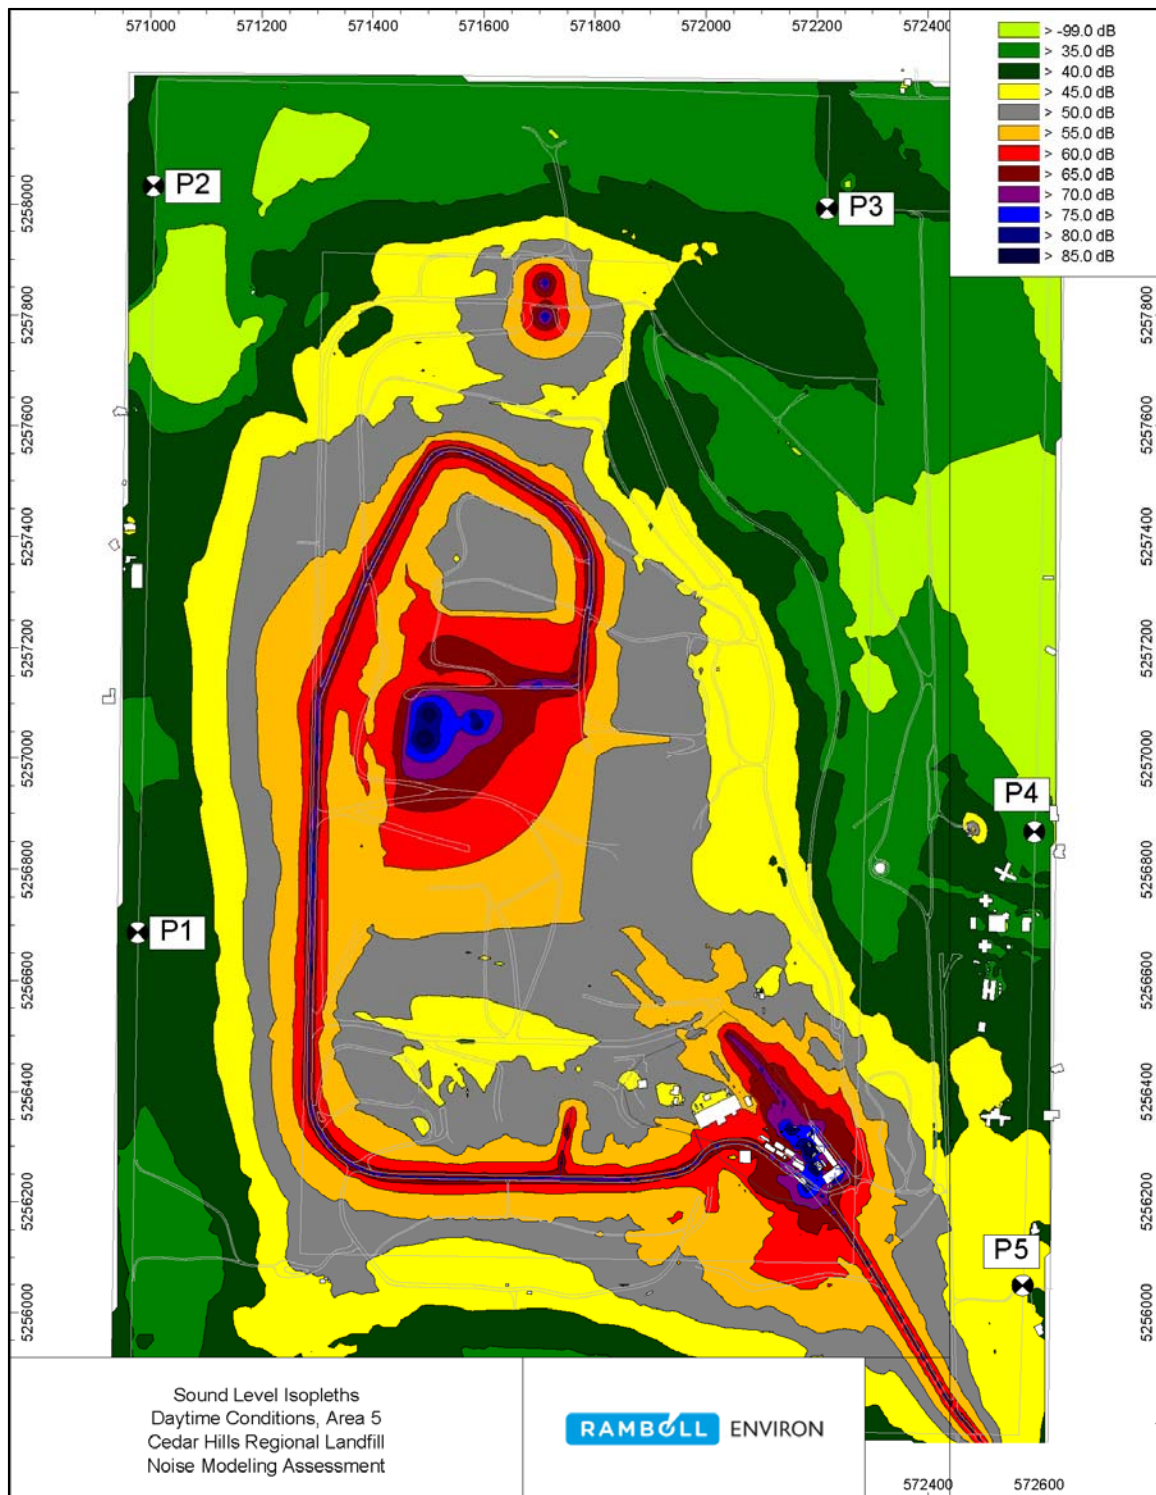 571000 571200 571400 571600 571800 572000 572200 572400
> -99.0 dB
> 35.0 dB
> 40.0 dB
> 45.0 dB
> 50.0 dB
> 55.0 dB
> 60.0 dB
> 65.0 dB
> 70.0 dB
> 75.0 dB
> 80.0 dB
> 85.0 dB
P2
P3
P4
P1
P5
5258000
5257800
5257600
5257400
5257200
5257000
5256800
5256600
5256400
5256200
5256000
5257800
5257600
5257400
5257200
5257000
5256800
5256600
5256400
5256200
5256000
Sound Level Isopleths
Daytime Conditions, Area 5
Cedar Hills Regional Landfill
Noise Modeling Assessment
RAMBOLL ENVIRON
572400 572600